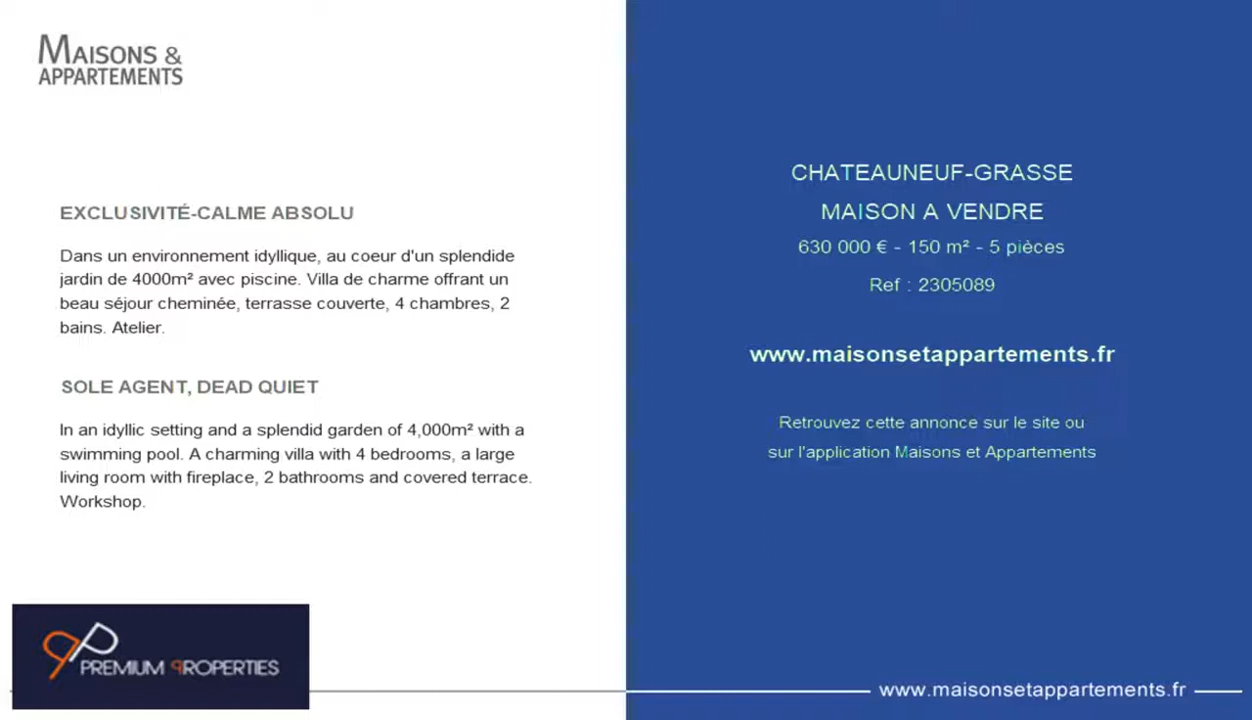 MAISONS &
APPARTEMENTS
EXCLUSIVITÉ-CALME ABSOLU
Dans un environnement idyllique, au coeur d'un splendide
jardin de 4000m² avec piscine. Villa de charme offrant un
beau séjour cheminée, terrasse couverte, 4 chambres, 2
bains. Atelier.
SOLE AGENT, DEAD QUIET
In an idyllic setting and a splendid garden of 4,000m² with a
swimming pool. A charming villa with 4 bedrooms, a large
living room with fireplace, 2 bathrooms and covered terrace.
Workshop.
PREMIUM PROPERTIES
CHATEAUNEUF-GRASSE
MAISON A VENDRE
630 000 € - 150 m² - 5 pièces
Ref : 2305089
www.maisonsetappartements.fr
Retrouvez cette annonce sur le site ou
sur l'application Maisons et Appartements
www.maisonsetappartements.fr